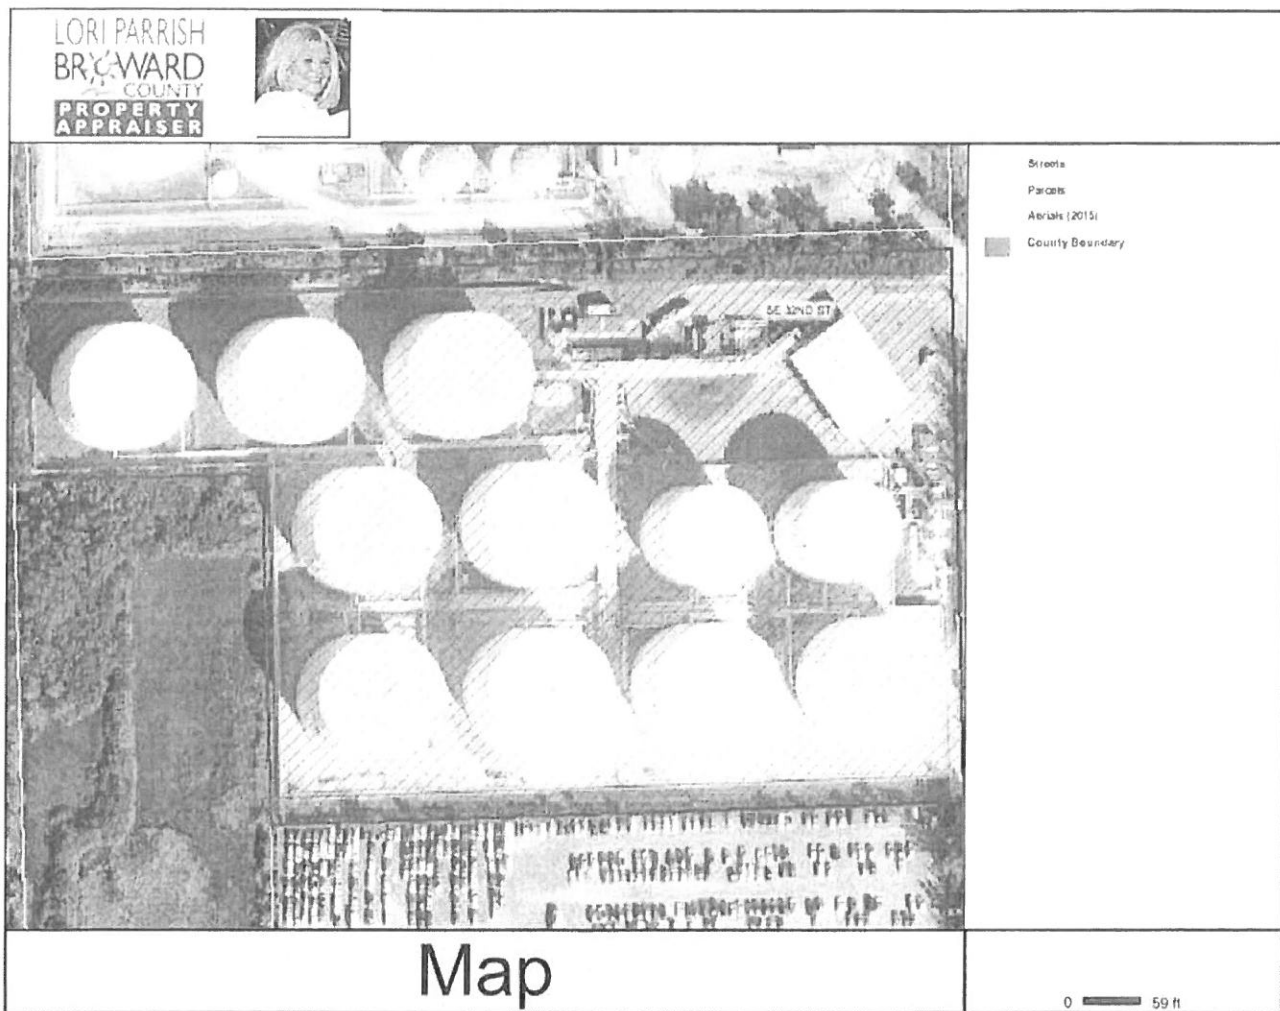 LORI PARRISH
BROWARD
COUNTY
PROPERTY
APPRAISER
Streets
Parcels
Aerials (2015)
County Boundary
SE 32ND ST
Map
0 59 ft